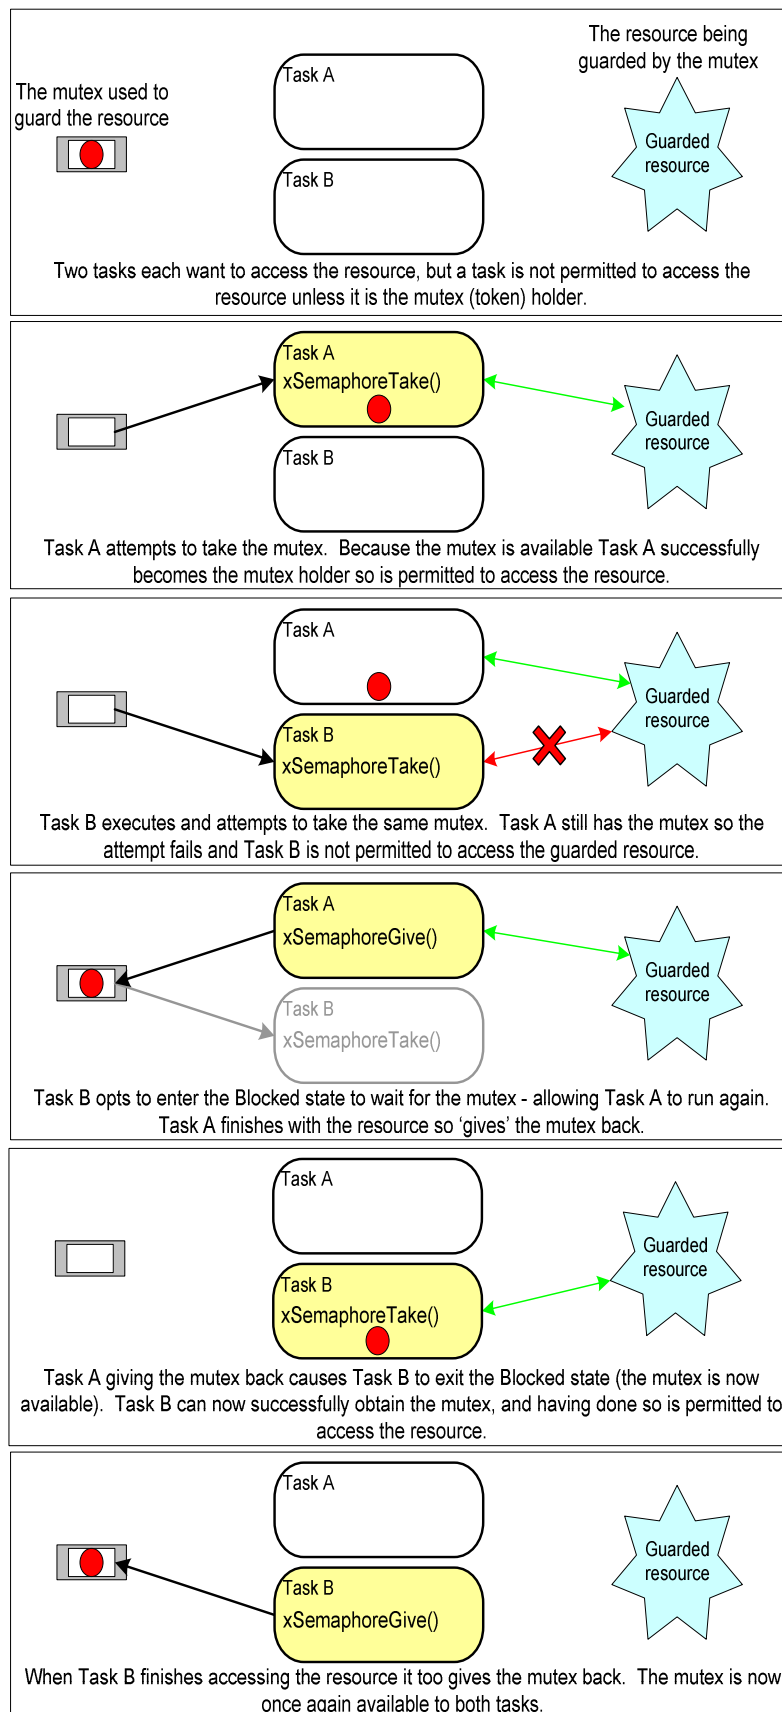 The resource being
guarded by the mutex
Task A
The mutex used to
guard the resource
Guarded
resource
Task B
Two tasks each want to access the resource, but a task is not permitted to access the
resource unless it is the mutex (token) holder.
Task A
xSemaphoreTake()
Guarded
resource
Task B
Task A attempts to take the mutex. Because the mutex is available Task A successfully
becomes the mutex holder so is permitted to access the resource.
Task A
Guarded
resource
Task B
xSemaphoreTake()
Task B executes and attempts to take the same mutex. Task A still has the mutex so the
attempt fails and Task B is not permitted to access the guarded resource.
Task A
xSemaphoreGive()
Guarded
resource
Task B
xSemaphoreTake()
Task B opts to enter the Blocked state to wait for the mutex - allowing Task A to run again.
Task A finishes with the resource so ‘gives’ the mutex back.
Task A
Guarded
resource
Task B
xSemaphoreTake()
Task A giving the mutex back causes Task B to exit the Blocked state (the mutex is now
available). Task B can now successfully obtain the mutex, and having done so is permitted to
access the resource.
Task A
Guarded
resource
Task B
xSemaphoreGive()
When Task B finishes accessing the resource it too gives the mutex back. The mutex is now
once again available to both tasks.